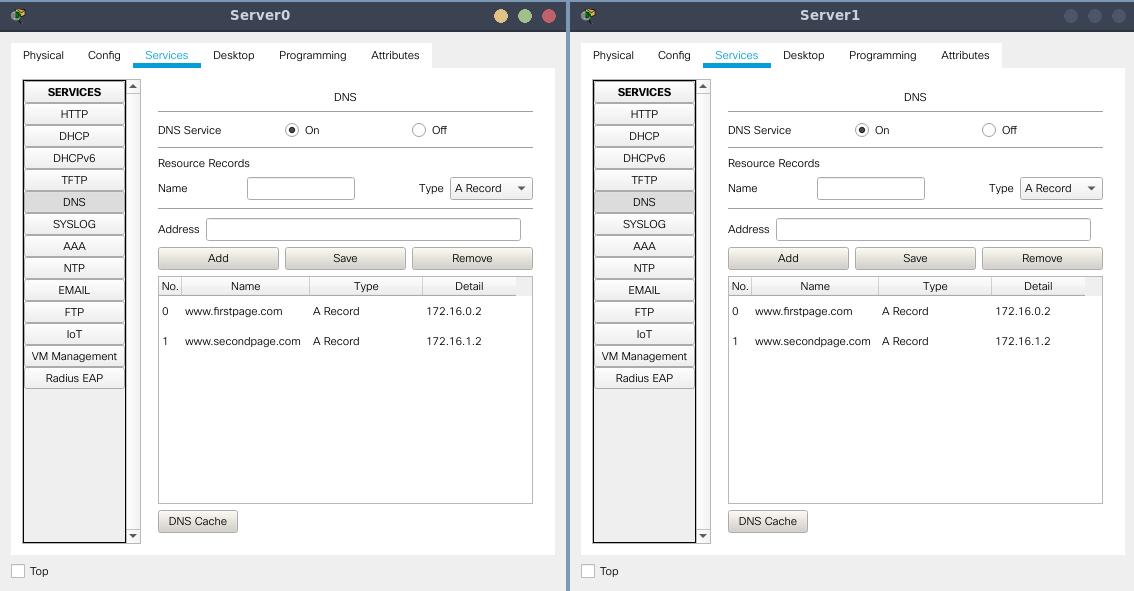 Server0
Physical Config Services Desktop Programming Attributes
SERVICES
HTTP
DHCP
DHCPv6
TFTP
DNS
SYSLOG
AAA
NTP
EMAIL
FTP
IoT
VM Management
Radius EAP
DNS
DNS Service On Off
Resource Records
Name Type A Record
Address
Add Save Remove
No. Name Type Detail
0 www.firstpage.com A Record 172.16.0.2
1 www.secondpage.com A Record 172.16.1.2
DNS Cache
Top
Server1
Physical Config Services Desktop Programming Attributes
SERVICES
HTTP
DHCP
DHCPv6
TFTP
DNS
SYSLOG
AAA
NTP
EMAIL
FTP
IoT
VM Management
Radius EAP
DNS
DNS Service On Off
Resource Records
Name Type A Record
Address
Add Save Remove
No. Name Type Detail
0 www.firstpage.com A Record 172.16.0.2
1 www.secondpage.com A Record 172.16.1.2
DNS Cache
Top